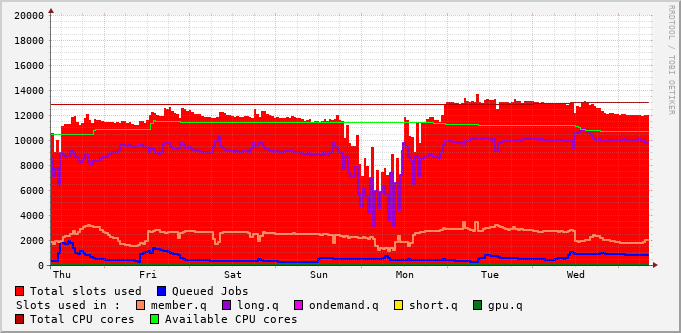 20000
18000
16000
14000
12000
10000
8000
6000
4000
2000
0
Thu Fri Sat Sun Mon Tue Wed
Total slots used Queued Jobs
Slots used in : member.q long.q ondemand.q short.q gpu.q
Total CPU cores Available CPU cores
RRDTOOL / TOBI OETIKER